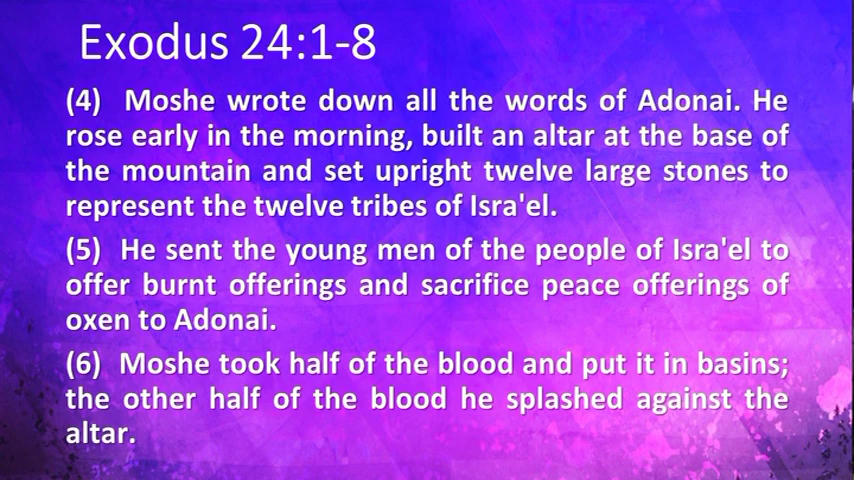 Exodus 24:1-8
(4) Moshe wrote down all the words of Adonai. He
rose early in the morning, built an altar at the base of
the mountain and set upright twelve large stones to
represent the twelve tribes of Isra'el.
(5) He sent the young men of the people of Isra'el to
offer burnt offerings and sacrifice peace offerings of
oxen to Adonai.
(6) Moshe took half of the blood and put it in basins;
the other half of the blood he splashed against the
altar.